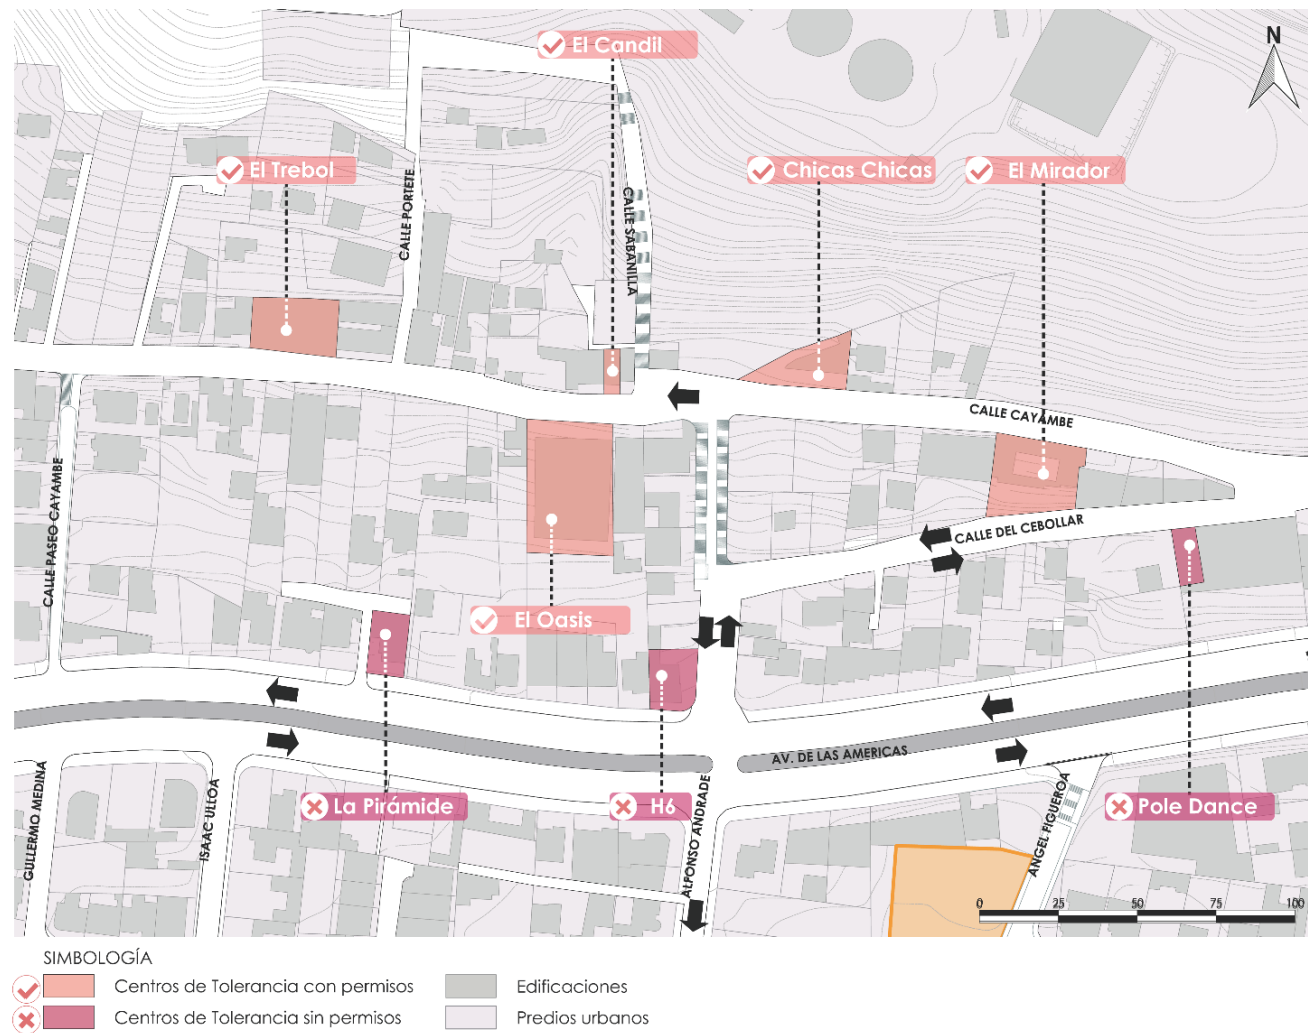 N
El Candil
El Trebol
Chicas Chicas
El Mirador
CALLE PORTETE
CALLE SABANILLA
CALLE CAYAMBE
CALLE DEL CEBOLLAR
CALLE PASEO CAYAMBE
El Oasis
AV. DE LAS AMERICAS
GUILLERMO MEDINA
ISAAC ULLOA
La Pirámide
H6
ALFONSO ANDRADE
ANGEL FIGUEROA
Pole Dance
0 25 50 75 100
SIMBOLOGÍA
Centros de Tolerancia con permisos
Edificaciones
Centros de Tolerancia sin permisos
Predios urbanos